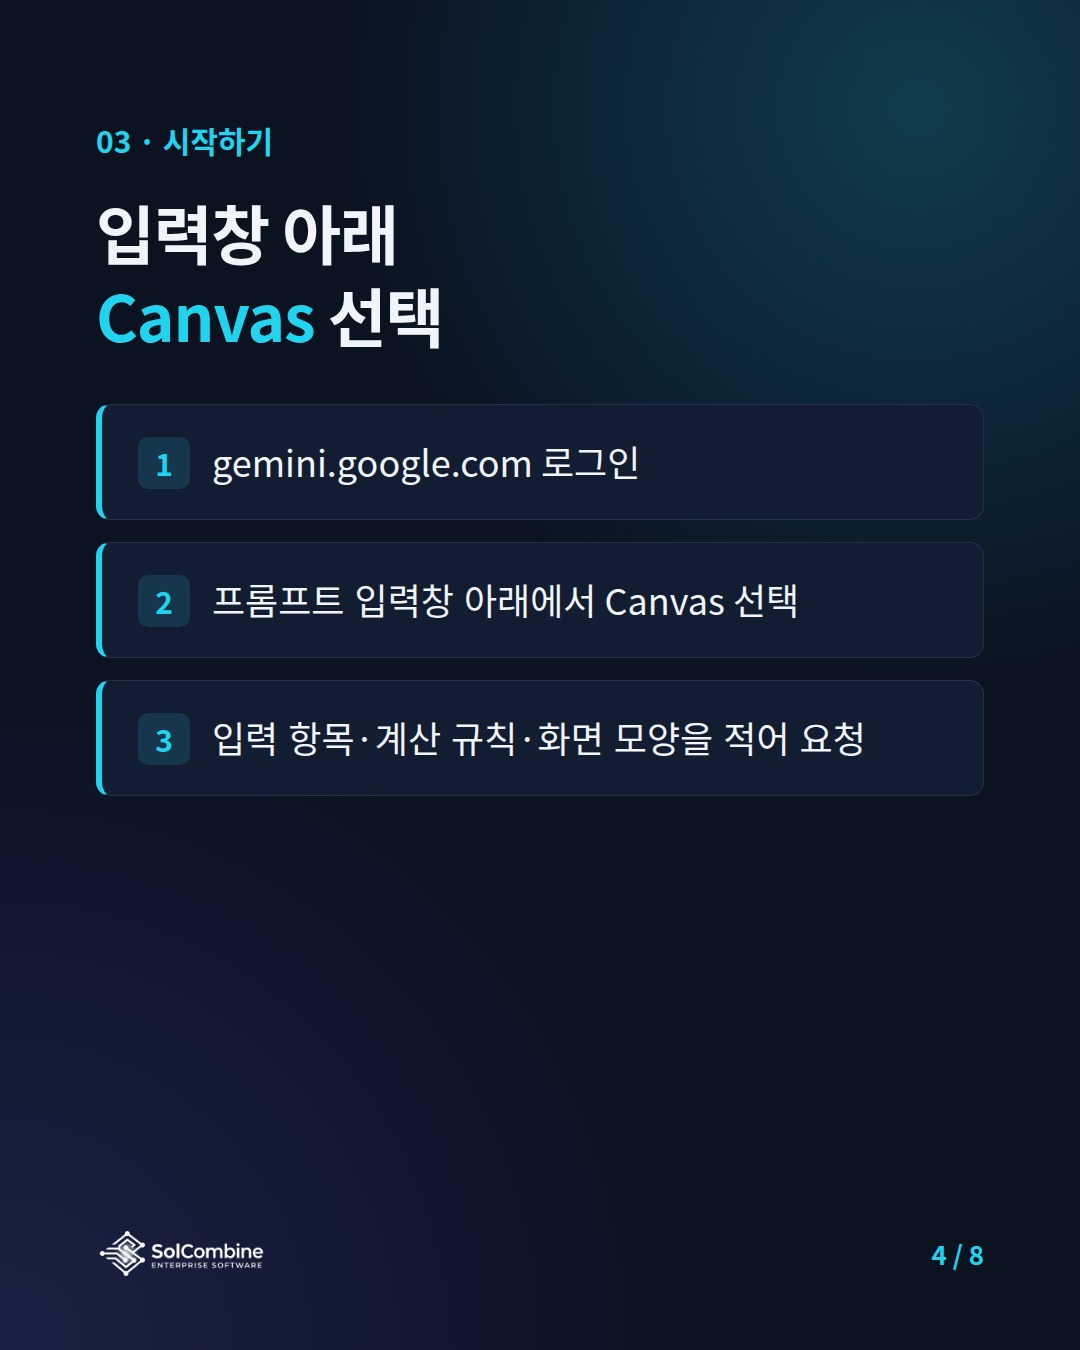 03 · 시작하기
입력창 아래
Canvas 선택
1 gemini.google.com 로그인
2 프롬프트 입력창 아래에서 Canvas 선택
3 입력 항목·계산 규칙·화면 모양을 적어 요청
SolCombine
ENTERPRISE SOFTWARE
4 / 8